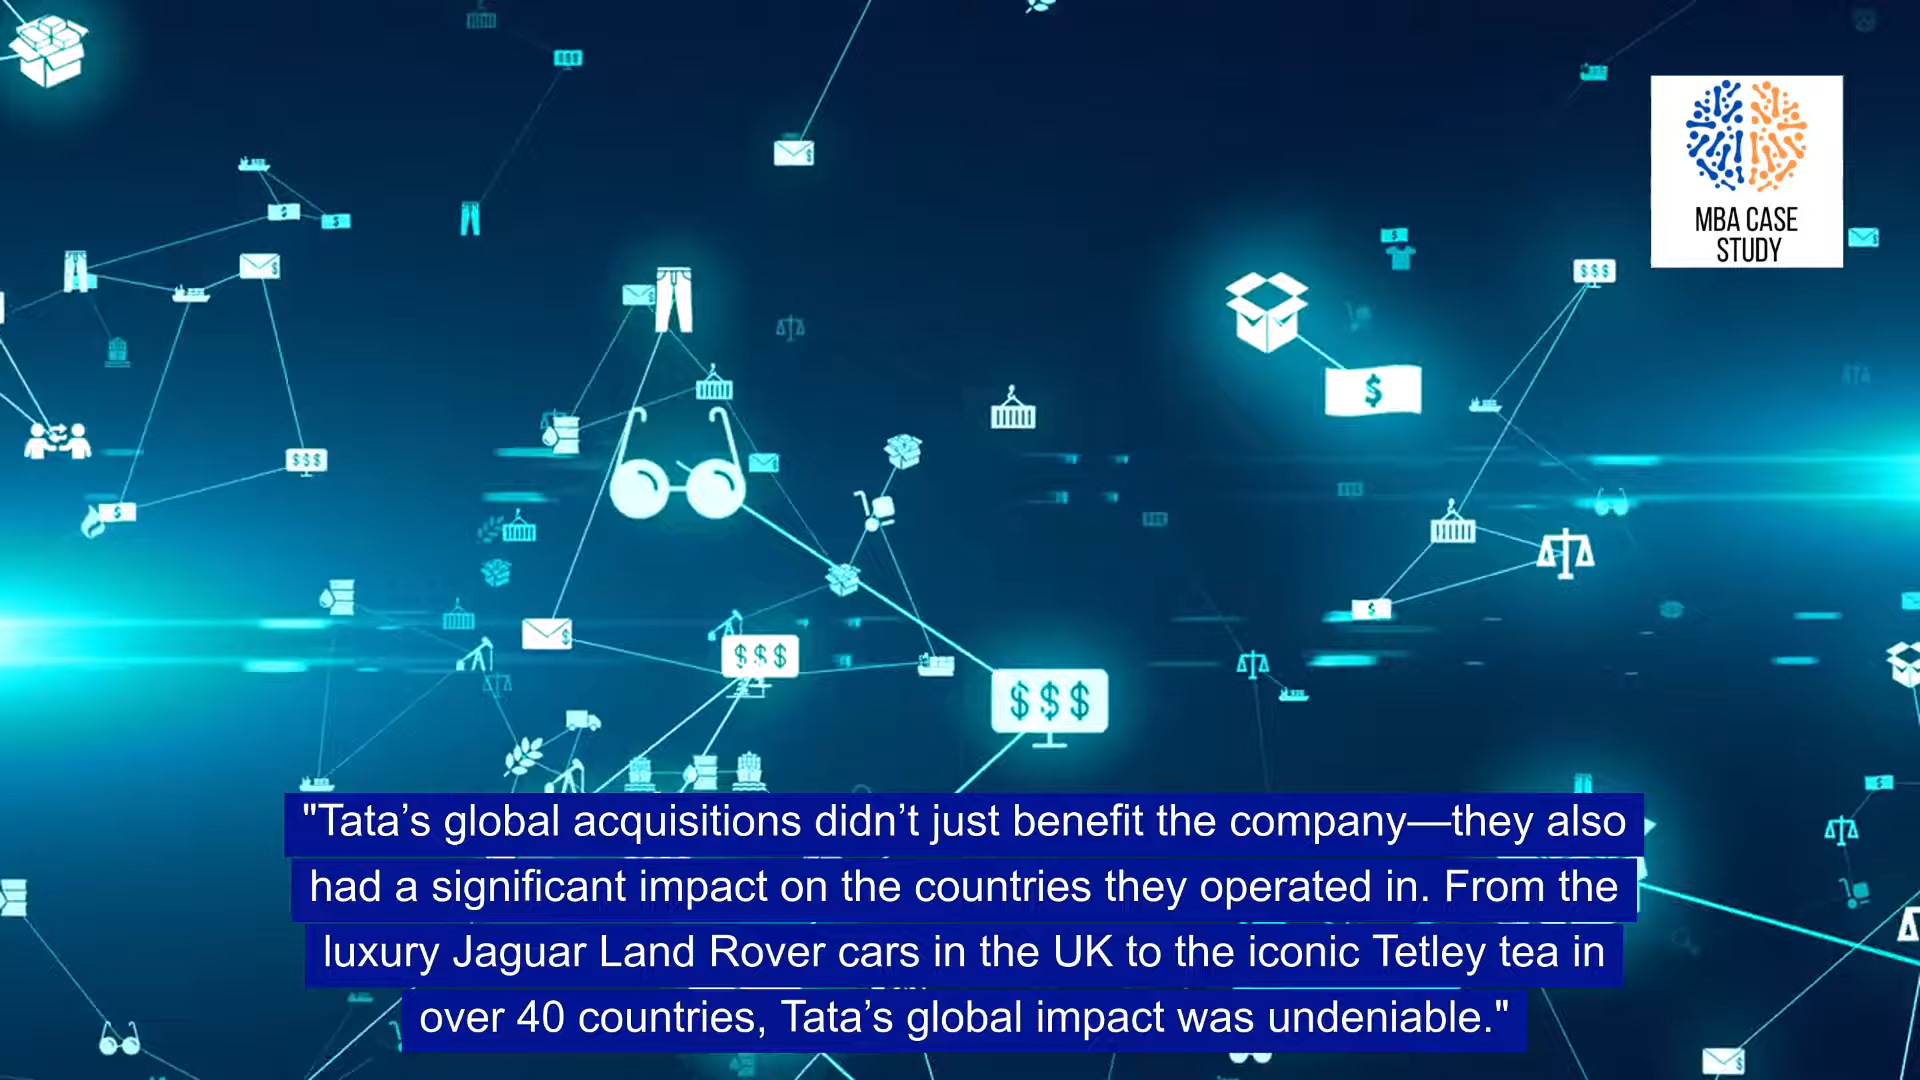 MBA CASE
STUDY
"Tata’s global acquisitions didn’t just benefit the company—they also
had a significant impact on the countries they operated in. From the
luxury Jaguar Land Rover cars in the UK to the iconic Tetley tea in
over 40 countries, Tata’s global impact was undeniable."